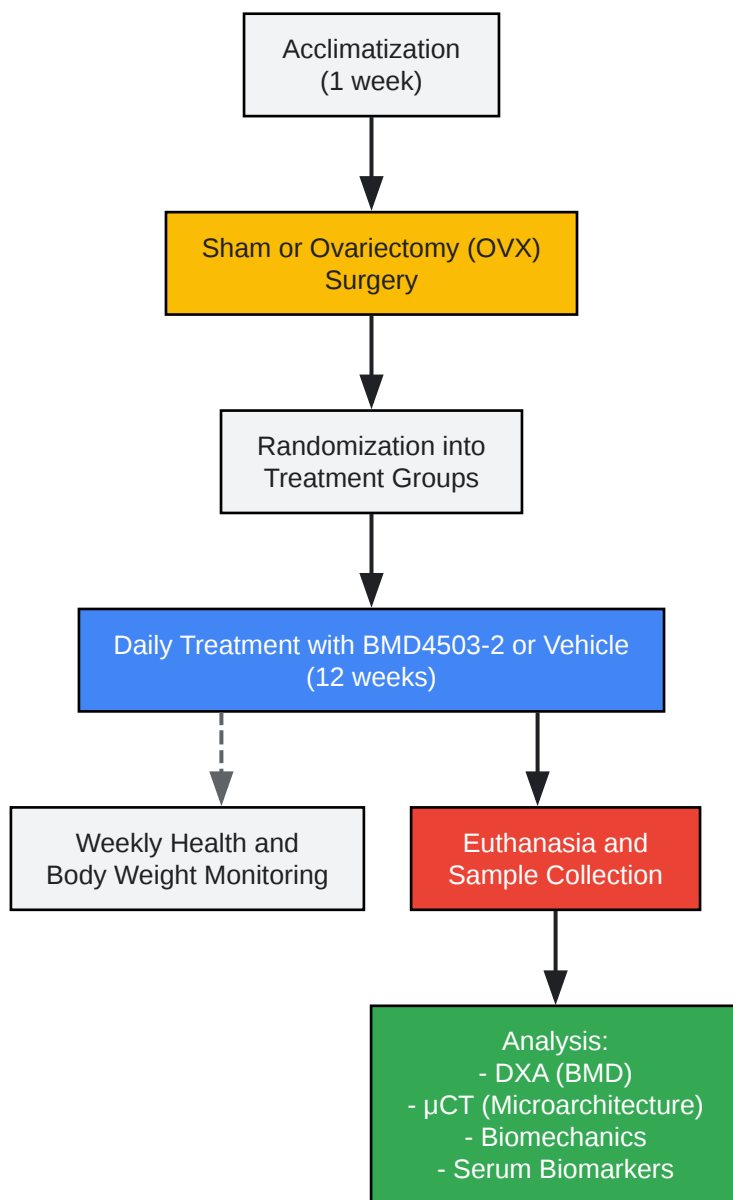 Acclimatization
(1 week)
Sham or Ovariectomy (OVX)
Surgery
Randomization into
Treatment Groups
Daily Treatment with BMD4503-2 or Vehicle
(12 weeks)
Weekly Health and
Body Weight Monitoring
Euthanasia and
Sample Collection
Analysis:
- DXA (BMD)
- μCT (Microarchitecture)
- Biomechanics
- Serum Biomarkers